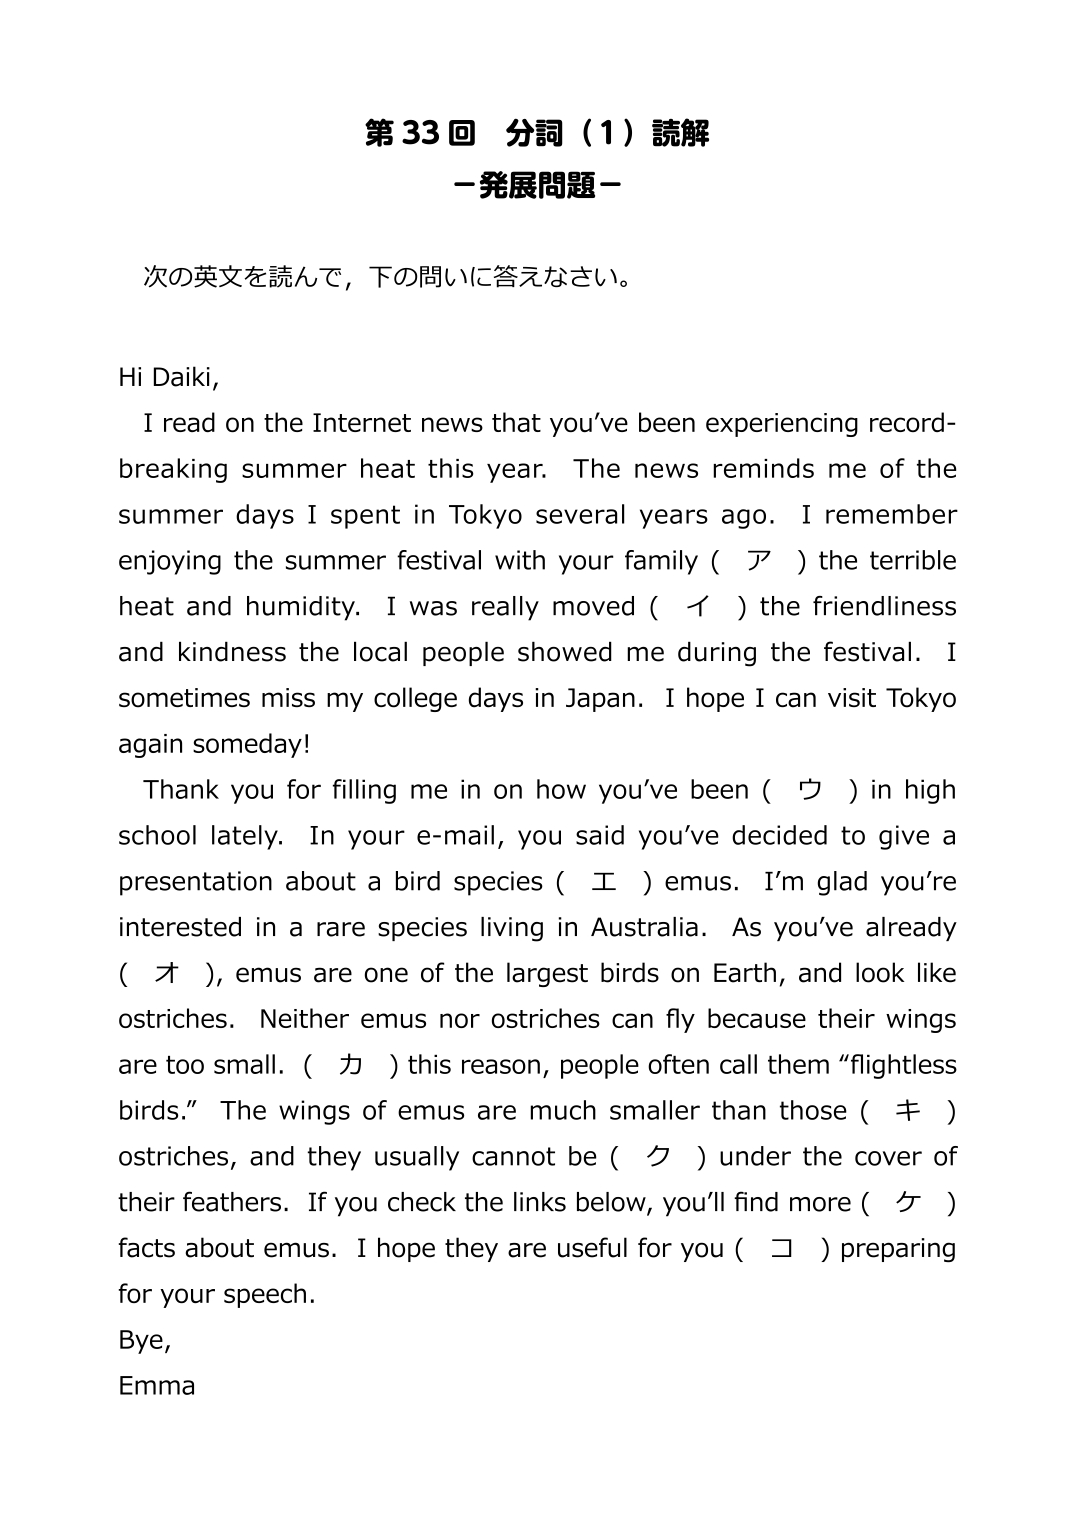 第 33 回　分詞（1）読解
－発展問題－
次の英文を読んで，下の問いに答えなさい。
Hi Daiki,
I read on the Internet news that you’ve been experiencing record-
breaking summer heat this year. The news reminds me of the
summer days I spent in Tokyo several years ago. I remember
enjoying the summer festival with your family (　ア　) the terrible
heat and humidity. I was really moved (　イ　) the friendliness
and kindness the local people showed me during the festival. I
sometimes miss my college days in Japan. I hope I can visit Tokyo
again someday!
Thank you for filling me in on how you’ve been (　ウ　) in high
school lately. In your e-mail, you said you’ve decided to give a
presentation about a bird species (　エ　) emus. I’m glad you’re
interested in a rare species living in Australia. As you’ve already
(　オ　), emus are one of the largest birds on Earth, and look like
ostriches. Neither emus nor ostriches can fly because their wings
are too small. (　カ　) this reason, people often call them “flightless
birds.” The wings of emus are much smaller than those (　キ　)
ostriches, and they usually cannot be (　ク　) under the cover of
their feathers. If you check the links below, you’ll find more (　ケ　)
facts about emus. I hope they are useful for you (　コ　) preparing
for your speech.
Bye,
Emma